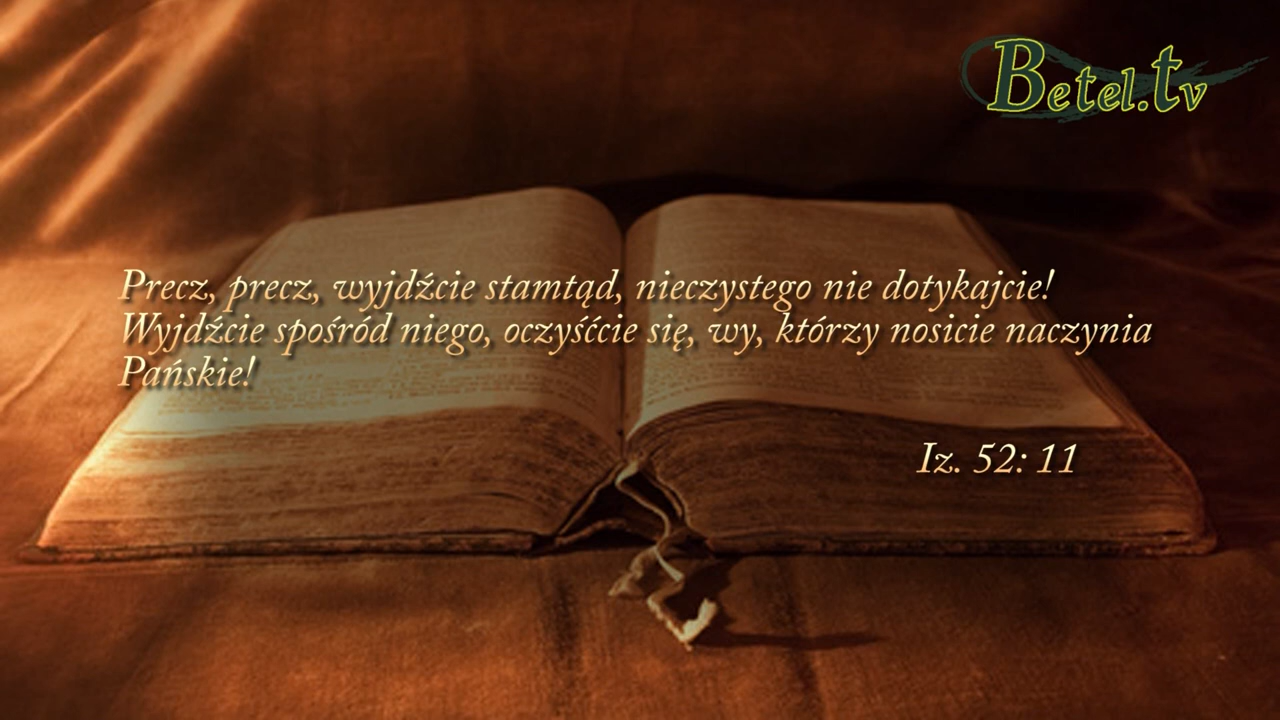 Betel.tv
Precz, precz, wyjdźcie stamtąd, nieczystego nie dotykajcie!
Wyjdźcie spośród niego, oczyśćcie się, wy, którzy nosicie naczynia
Pańskie!
Iz. 52: 11